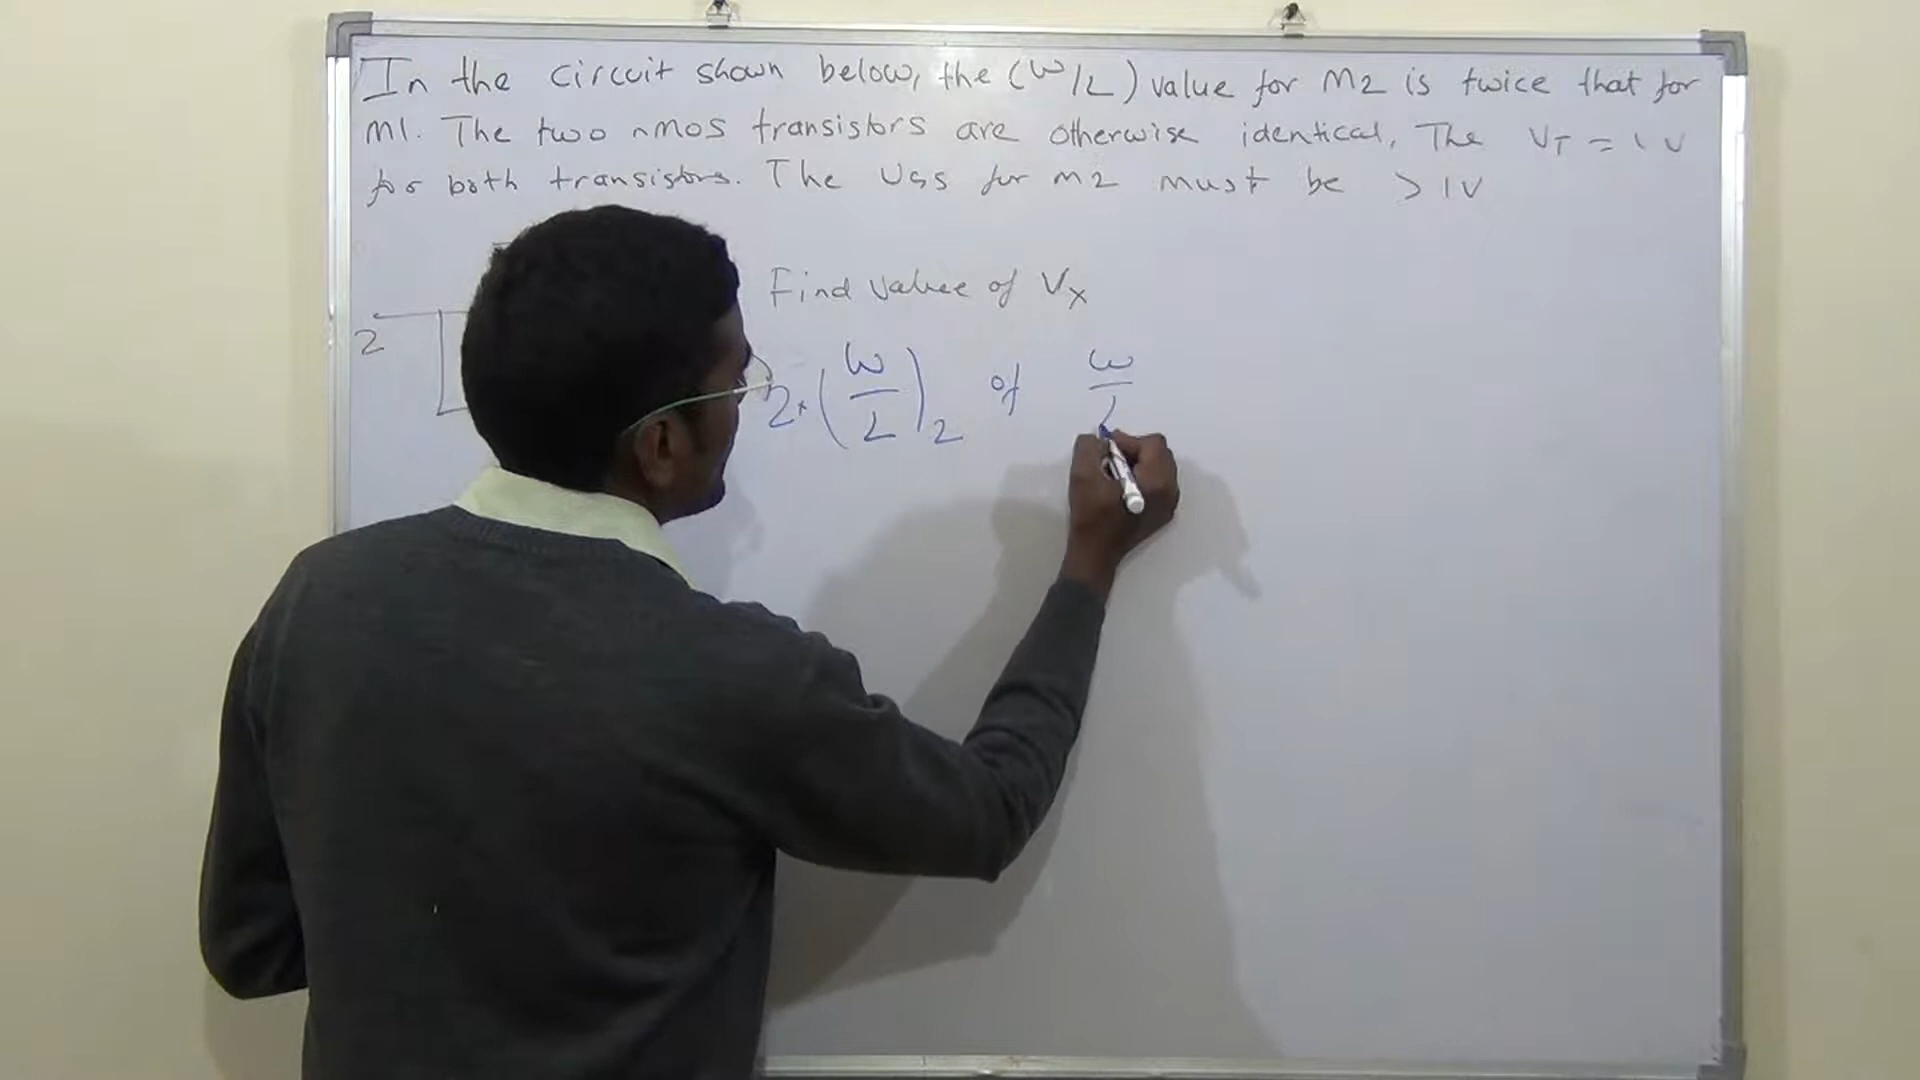 In the circuit shown below, the (W/L) value for M2 is twice that for
M1. The two nMOS transistors are otherwise identical. The VT = 1V
for both transistors. The VGS for M2 must be > 1V
Find value of Vx
2
2 * (W/L)2 of W/L